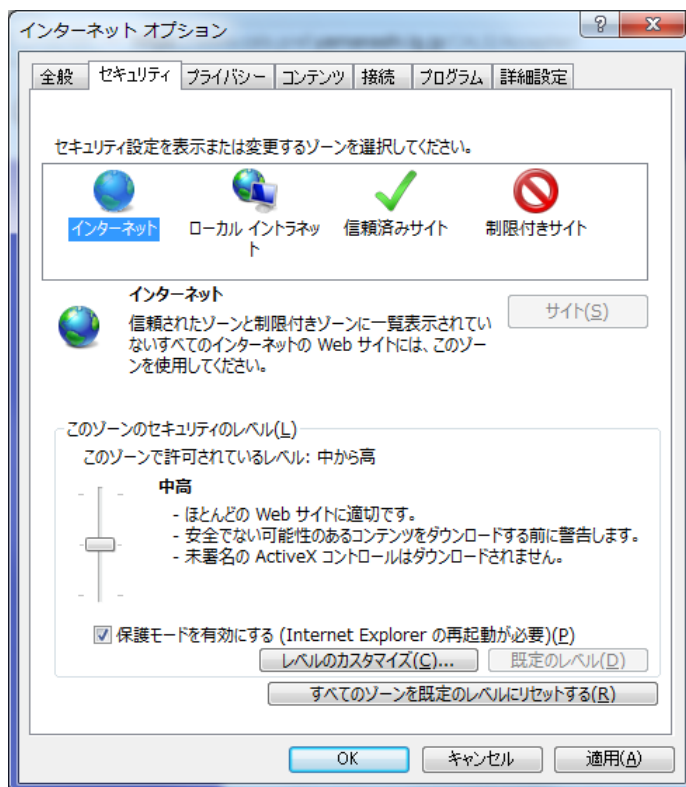 インターネット オプション
全般 セキュリティ プライバシー コンテンツ 接続 プログラム 詳細設定
セキュリティ設定を表示または変更するゾーンを選択してください。
インターネット ローカル イントラネッ 信頼済みサイト 制限付きサイト
ト
インターネット
サイト(S)
信頼されたゾーンと制限付きゾーンに一覧表示されてい
ないすべてのインターネットの Web サイトには、このゾー
ンを使用してください。
このゾーンのセキュリティのレベル(L)
このゾーンで許可されているレベル: 中から高
中高
- ほとんどの Web サイトに適切です。
- 安全でない可能性のあるコンテンツをダウンロードする前に警告します。
- 未署名の ActiveX コントロールはダウンロードされません。
保護モードを有効にする (Internet Explorer の再起動が必要)(P)
レベルのカスタマイズ(C)... 既定のレベル(D)
すべてのゾーンを既定のレベルにリセットする(R)
OK キャンセル 適用(A)